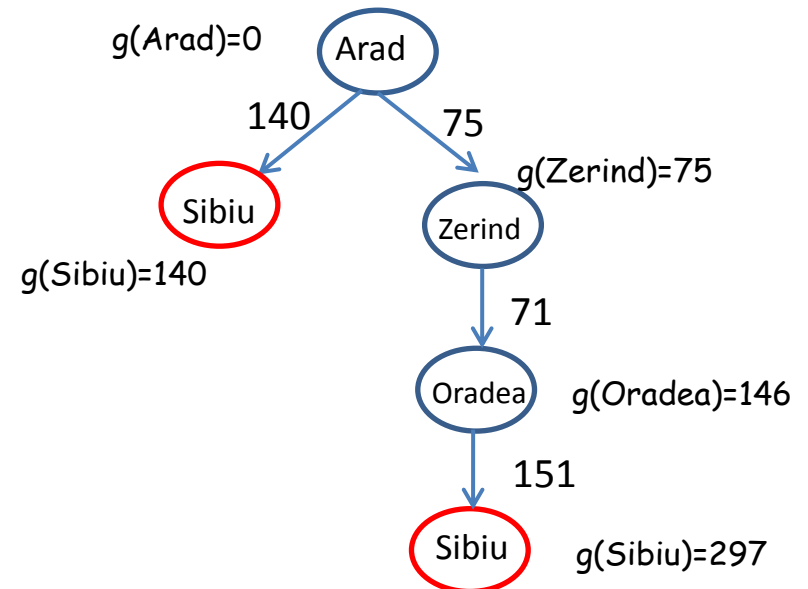 g(Arad)=0
Arad
140
75
g(Zerind)=75
Sibiu
Zerind
g(Sibiu)=140
71
Oradea
g(Oradea)=146
151
Sibiu
g(Sibiu)=297